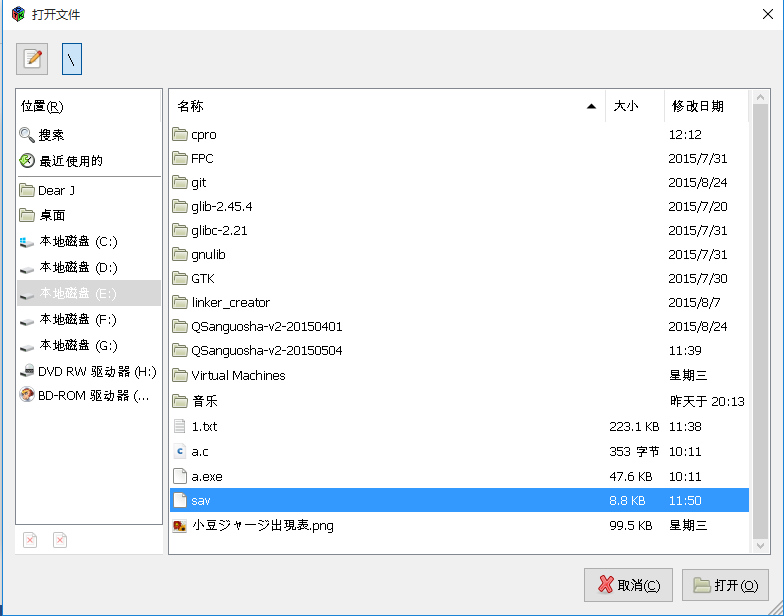 打开文件
\
位置(R)
搜索
最近使用的
Dear J
桌面
本地磁盘 (C:)
本地磁盘 (D:)
本地磁盘 (E:)
本地磁盘 (F:)
本地磁盘 (G:)
DVD RW 驱动器 (H:)
BD-ROM 驱动器 (...
名称 大小 修改日期
cpro 12:12
FPC 2015/7/31
git 2015/8/24
glib-2.45.4 2015/7/20
glibc-2.21 2015/7/31
gnulib 2015/7/31
GTK 2015/7/30
linker_creator 2015/8/7
QSanguosha-v2-20150401 2015/8/24
QSanguosha-v2-20150504 11:39
Virtual Machines 星期三
音乐 昨天于 20:13
1.txt 223.1 KB 11:38
a.c 353 字节 10:11
a.exe 47.6 KB 10:11
sav 8.8 KB 11:50
小豆ジャージ出現表.png 99.5 KB 星期三
取消(C) 打开(O)